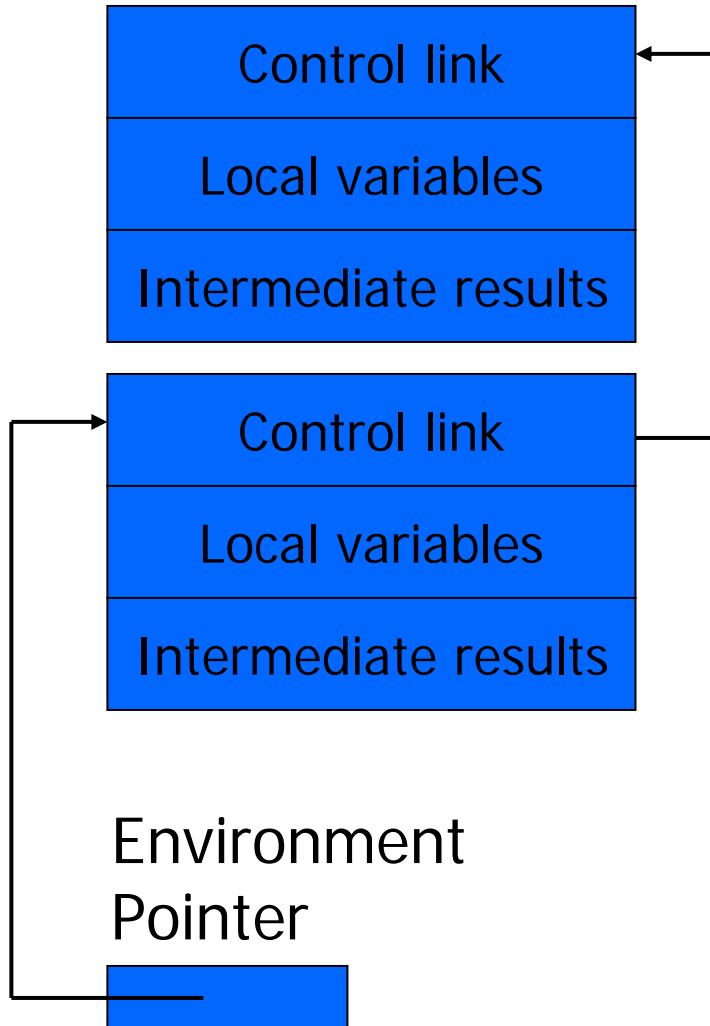 Control link
Local variables
Intermediate results
Control link
Local variables
Intermediate results
Environment
Pointer